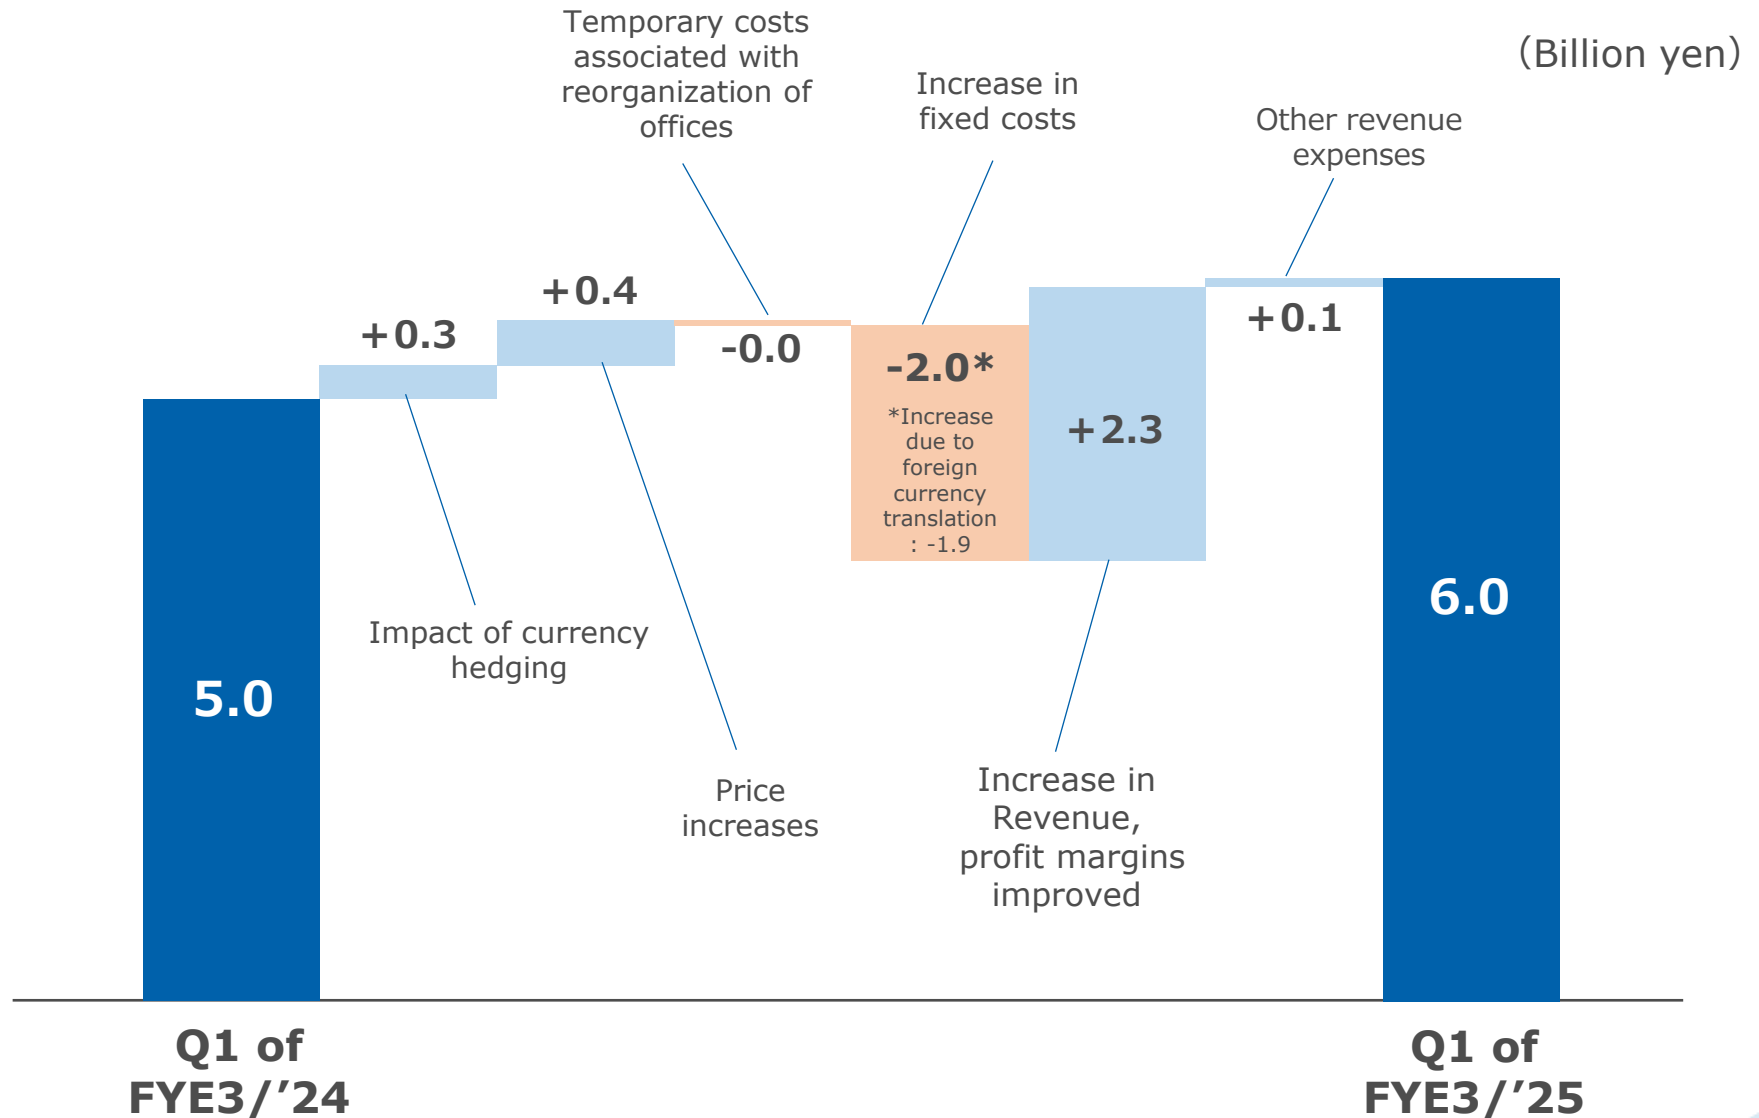 (Billion yen)
Temporary costs
associated with
reorganization of
offices
Increase in
fixed costs
Other revenue
expenses
+0.3
+0.4
-0.0
-2.0*
*Increase
due to
foreign
currency
translation
: -1.9
+2.3
+0.1
Impact of currency
hedging
Price
increases
Increase in
Revenue,
profit margins
improved
5.0
6.0
Q1 of
FYE3/’24
Q1 of
FYE3/’25